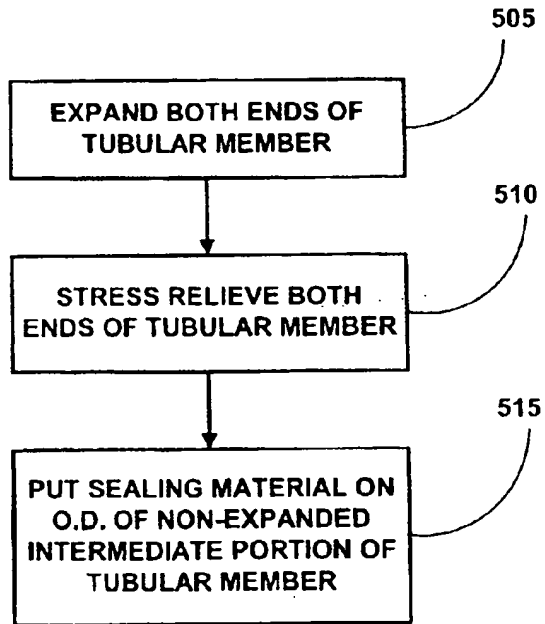 505
EXPAND BOTH ENDS OF
TUBULAR MEMBER
510
STRESS RELIEVE BOTH
ENDS OF TUBULAR MEMBER
515
PUT SEALING MATERIAL ON
O.D. OF NON-EXPANDED
INTERMEDIATE PORTION OF
TUBULAR MEMBER